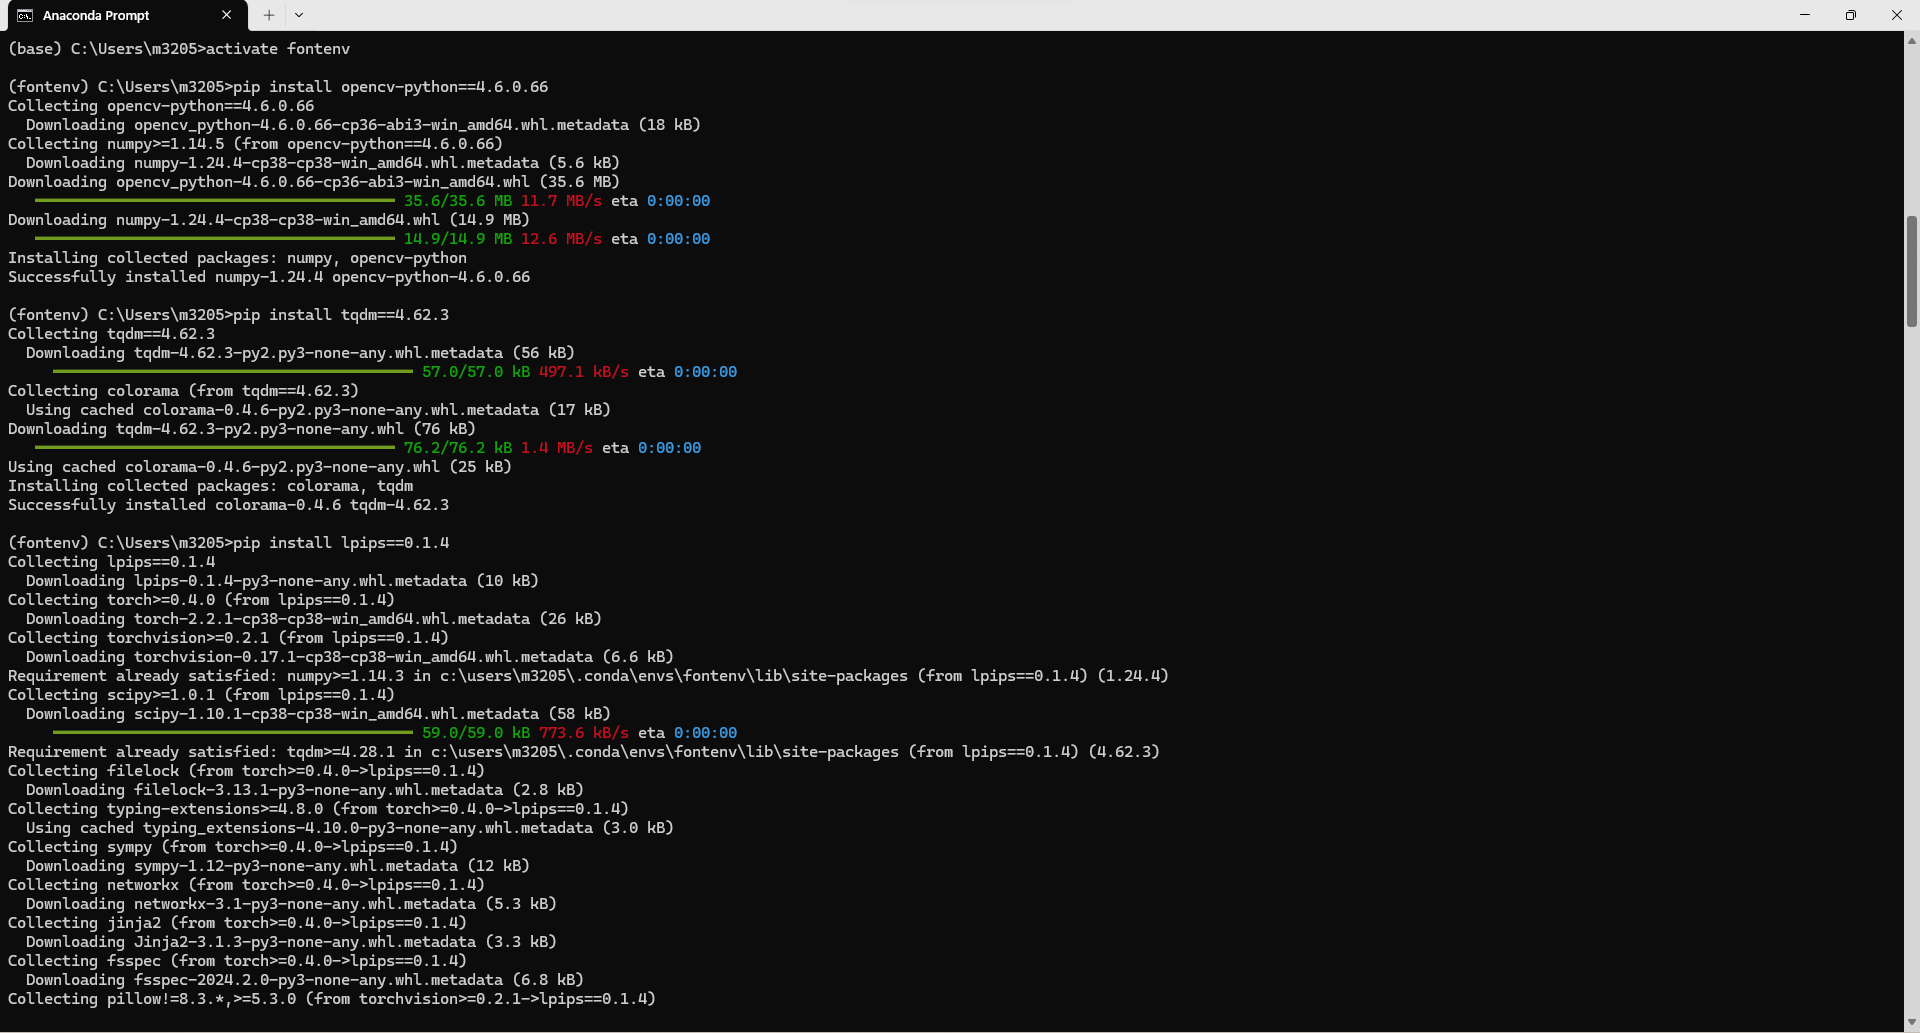 Anaconda Prompt
(base) C:\Users\m3205>activate fontenv
(fontenv) C:\Users\m3205>pip install opencv-python==4.6.0.66
Collecting opencv-python==4.6.0.66
Downloading opencv_python-4.6.0.66-cp36-abi3-win_amd64.whl.metadata (18 kB)
Collecting numpy>=1.14.5 (from opencv-python==4.6.0.66)
Downloading numpy-1.24.4-cp38-cp38-win_amd64.whl.metadata (5.6 kB)
Downloading opencv_python-4.6.0.66-cp36-abi3-win_amd64.whl (35.6 MB)
35.6/35.6 MB 11.7 MB/s eta 0:00:00
Downloading numpy-1.24.4-cp38-cp38-win_amd64.whl (14.9 MB)
14.9/14.9 MB 12.6 MB/s eta 0:00:00
Installing collected packages: numpy, opencv-python
Successfully installed numpy-1.24.4 opencv-python-4.6.0.66
(fontenv) C:\Users\m3205>pip install tqdm==4.62.3
Collecting tqdm==4.62.3
Downloading tqdm-4.62.3-py2.py3-none-any.whl.metadata (56 kB)
57.0/57.0 kB 497.1 kB/s eta 0:00:00
Collecting colorama (from tqdm==4.62.3)
Using cached colorama-0.4.6-py2.py3-none-any.whl.metadata (17 kB)
Downloading tqdm-4.62.3-py2.py3-none-any.whl (76 kB)
76.2/76.2 kB 1.4 MB/s eta 0:00:00
Using cached colorama-0.4.6-py2.py3-none-any.whl (25 kB)
Installing collected packages: colorama, tqdm
Successfully installed colorama-0.4.6 tqdm-4.62.3
(fontenv) C:\Users\m3205>pip install lpips==0.1.4
Collecting lpips==0.1.4
Downloading lpips-0.1.4-py3-none-any.whl.metadata (10 kB)
Collecting torch>=0.4.0 (from lpips==0.1.4)
Downloading torch-2.2.1-cp38-cp38-win_amd64.whl.metadata (26 kB)
Collecting torchvision>=0.2.1 (from lpips==0.1.4)
Downloading torchvision-0.17.1-cp38-cp38-win_amd64.whl.metadata (6.6 kB)
Requirement already satisfied: numpy>=1.14.3 in c:\users\m3205\.conda\envs\fontenv\lib\site-packages (from lpips==0.1.4) (1.24.4)
Collecting scipy>=1.0.1 (from lpips==0.1.4)
Downloading scipy-1.10.1-cp38-cp38-win_amd64.whl.metadata (58 kB)
59.0/59.0 kB 773.6 kB/s eta 0:00:00
Requirement already satisfied: tqdm>=4.28.1 in c:\users\m3205\.conda\envs\fontenv\lib\site-packages (from lpips==0.1.4) (4.62.3)
Collecting filelock (from torch>=0.4.0->lpips==0.1.4)
Downloading filelock-3.13.1-py3-none-any.whl.metadata (2.8 kB)
Collecting typing-extensions>=4.8.0 (from torch>=0.4.0->lpips==0.1.4)
Using cached typing_extensions-4.10.0-py3-none-any.whl.metadata (3.0 kB)
Collecting sympy (from torch>=0.4.0->lpips==0.1.4)
Downloading sympy-1.12-py3-none-any.whl.metadata (12 kB)
Collecting networkx (from torch>=0.4.0->lpips==0.1.4)
Downloading networkx-3.1-py3-none-any.whl.metadata (5.3 kB)
Collecting jinja2 (from torch>=0.4.0->lpips==0.1.4)
Downloading Jinja2-3.1.3-py3-none-any.whl.metadata (3.3 kB)
Collecting fsspec (from torch>=0.4.0->lpips==0.1.4)
Downloading fsspec-2024.2.0-py3-none-any.whl.metadata (6.8 kB)
Collecting pillow!=8.3.*,>=5.3.0 (from torchvision>=0.2.1->lpips==0.1.4)